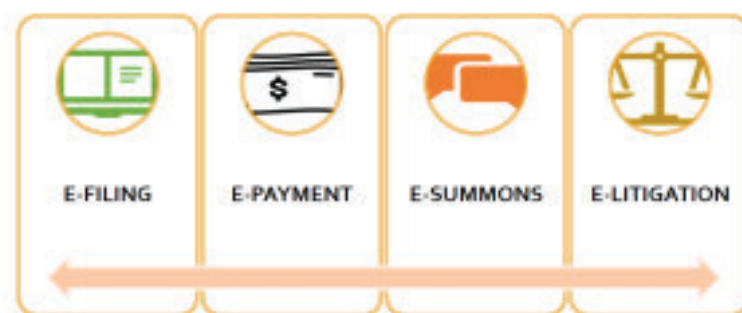 $
E-FILING
E-PAYMENT
E-SUMMONS
E-LITIGATION